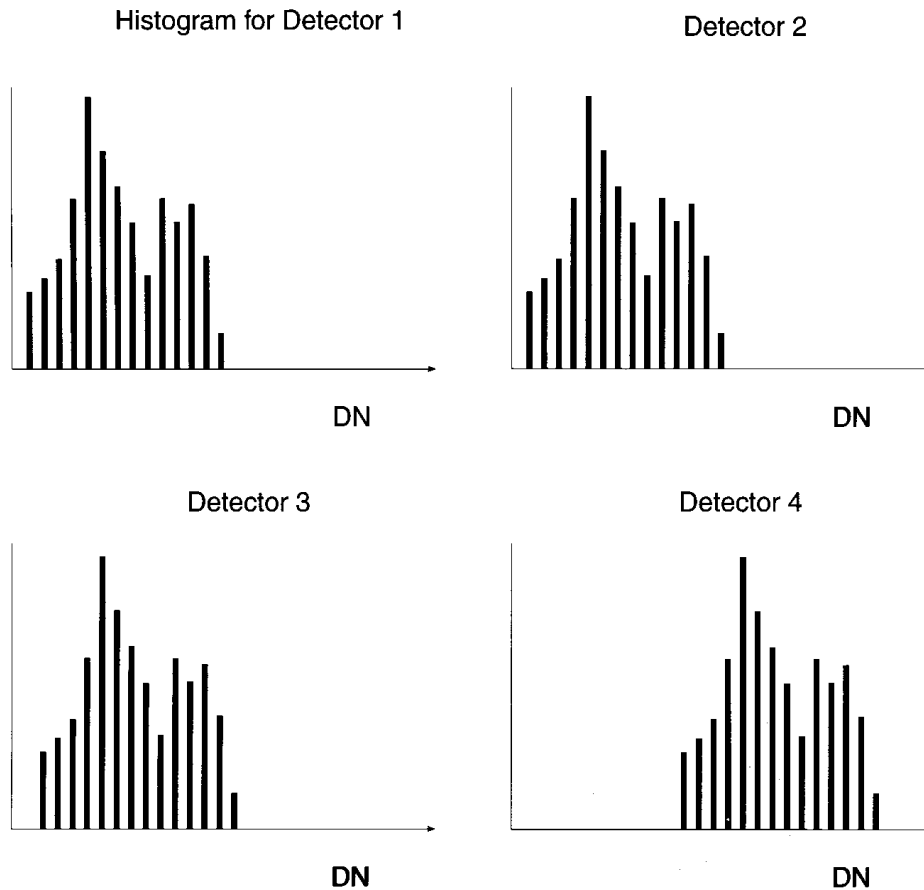 Histogram for Detector 1
Detector 2
DN
DN
Detector 3
Detector 4
DN
DN